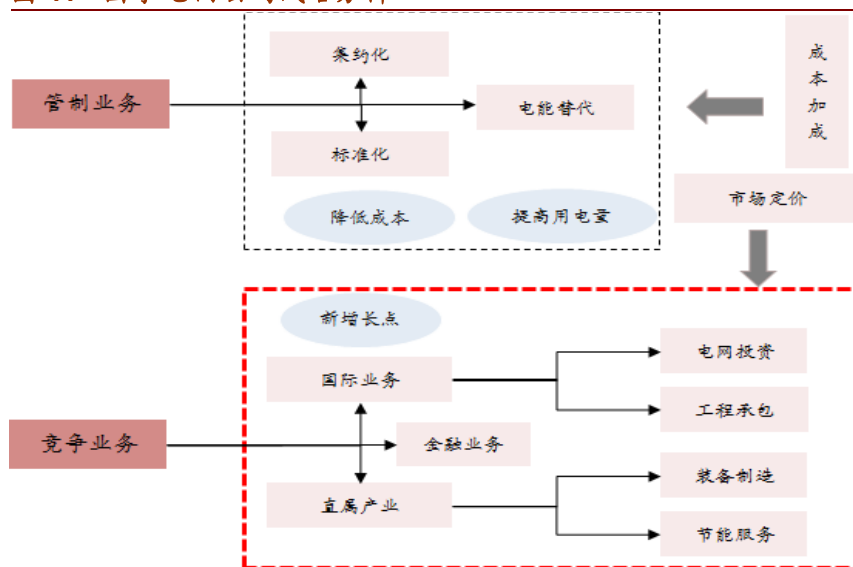 集约化
成本加成
管制业务
电能替代
标准化
市场定价
降低成本
提高用电量
新增长点
电网投资
国际业务
工程承包
竞争业务
金融业务
装备制造
直属产业
节能服务